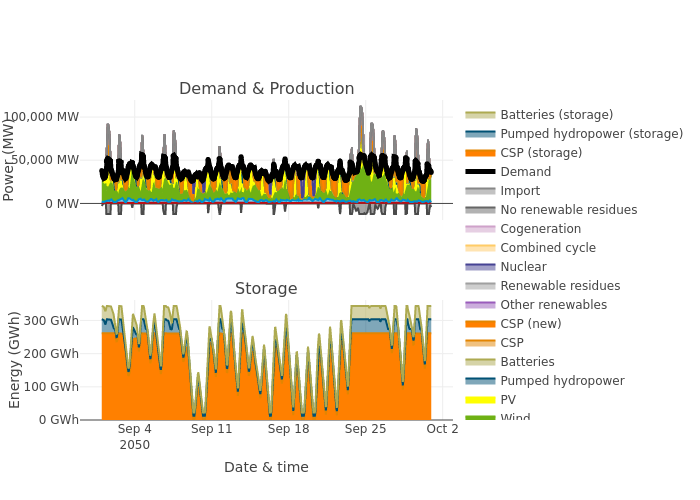 Demand & Production
100,000 MW
50,000 MW
0 MW
Power (MW)
Batteries (storage)
Pumped hydropower (storage)
CSP (storage)
Demand
Import
No renewable residues
Cogeneration
Combined cycle
Nuclear
Renewable residues
Other renewables
CSP (new)
CSP
Batteries
Pumped hydropower
PV
Wind
Storage
300 GWh
200 GWh
100 GWh
0 GWh
Energy (GWh)
Sep 4
2050
Sep 11
Sep 18
Sep 25
Oct 2
Date & time